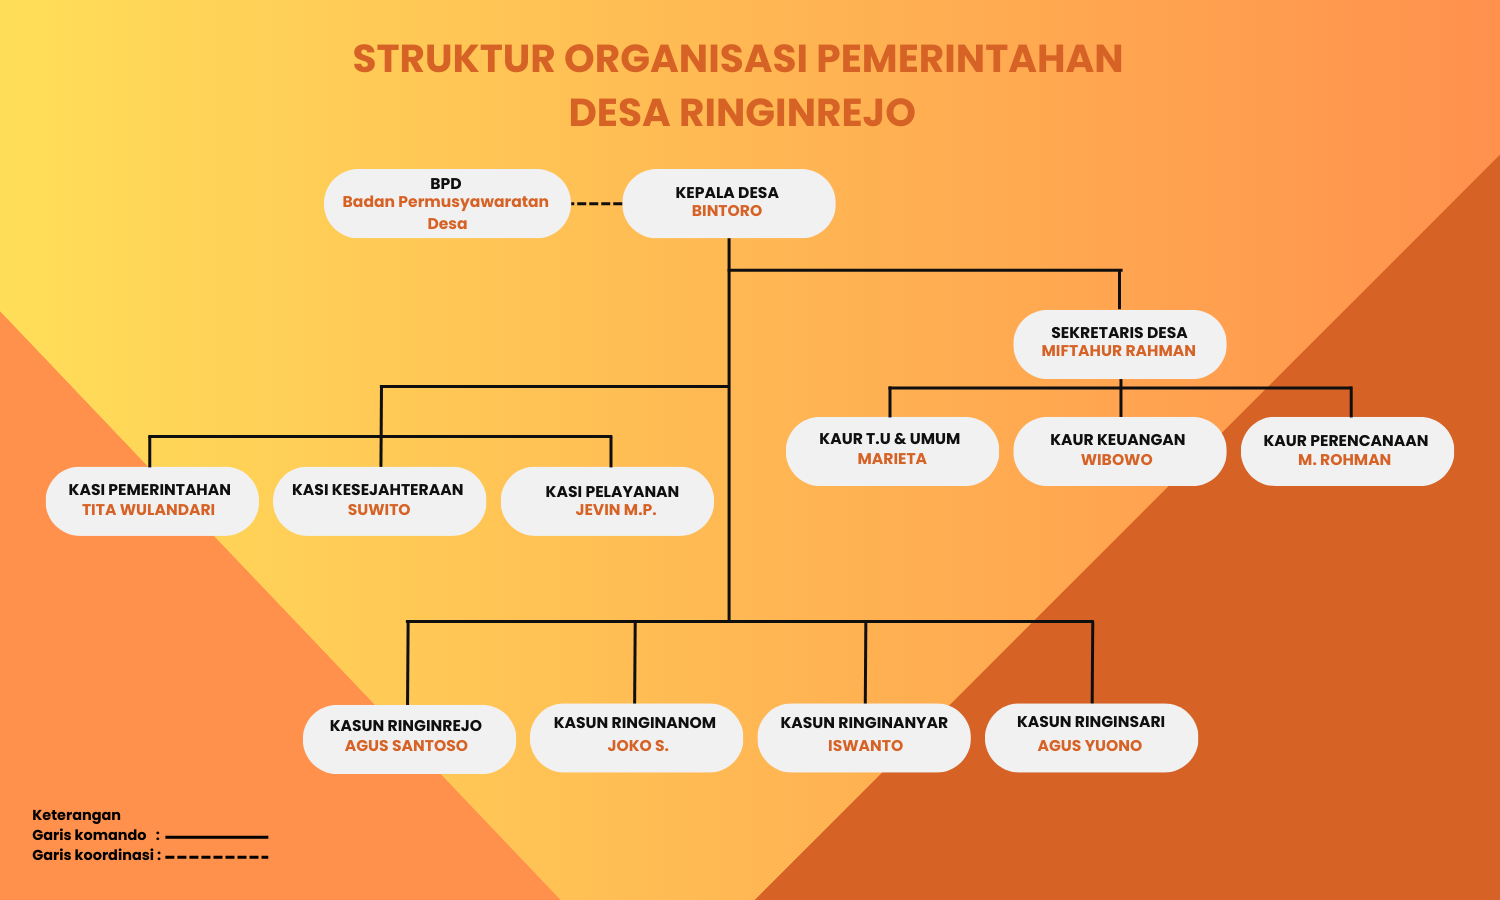 STRUKTUR ORGANISASI PEMERINTAHAN
DESA RINGINREJO
BPD
Badan Permusyawaratan
Desa
KEPALA DESA
BINTORO
SEKRETARIS DESA
MIFTAHUR RAHMAN
KAUR T.U & UMUM
MARIETA
KAUR KEUANGAN
WIBOWO
KAUR PERENCANAAN
M. ROHMAN
KASI PEMERINTAHAN
TITA WULANDARI
KASI KESEJAHTERAAN
SUWITO
KASI PELAYANAN
JEVIN M.P.
KASUN RINGINREJO
AGUS SANTOSO
KASUN RINGINANOM
JOKO S.
KASUN RINGINANYAR
ISWANTO
KASUN RINGINSARI
AGUS YUONO
Keterangan
Garis komando :
Garis koordinasi :